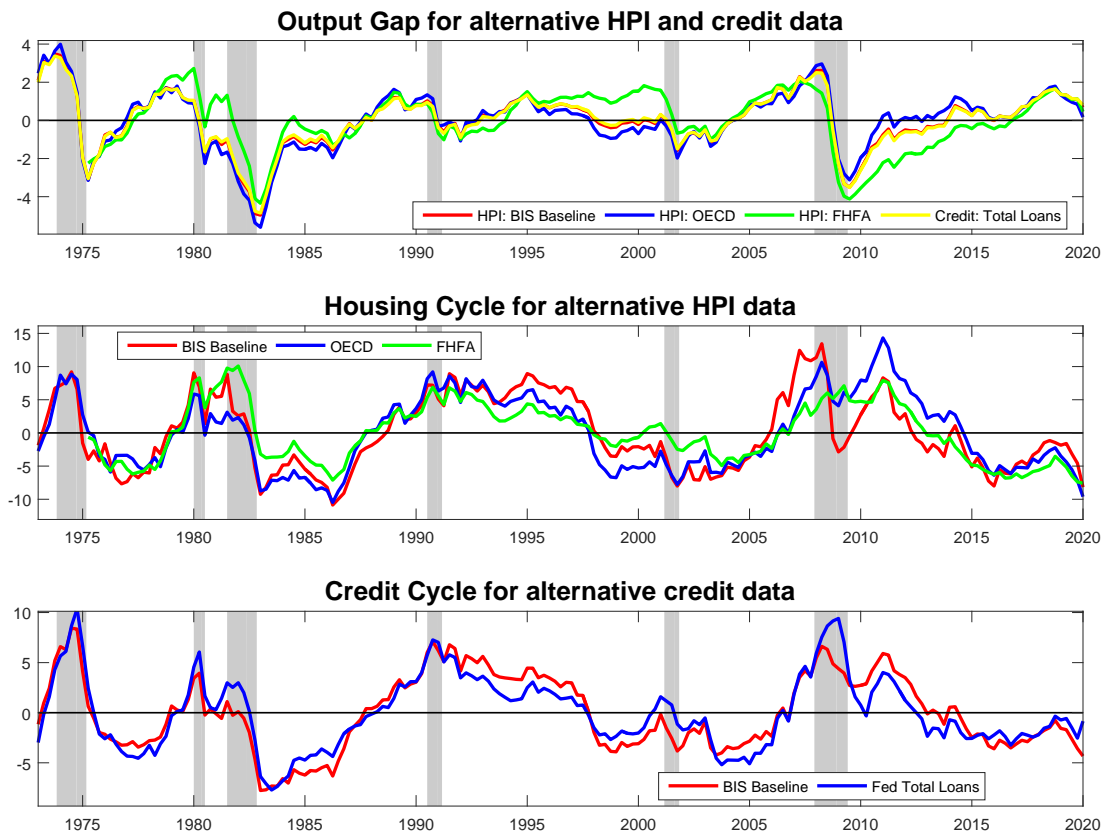 Output Gap for alternative HPI and credit data
4
2
0
-2
-4
HPI: BIS Baseline HPI: OECD HPI: FHFA Credit: Total Loans
1975 1980 1985 1990 1995 2000 2005 2010 2015 2020
Housing Cycle for alternative HPI data
15
10
5
0
-5
-10
BIS Baseline OECD FHFA
1975 1980 1985 1990 1995 2000 2005 2010 2015 2020
Credit Cycle for alternative credit data
10
5
0
-5
BIS Baseline Fed Total Loans
1975 1980 1985 1990 1995 2000 2005 2010 2015 2020